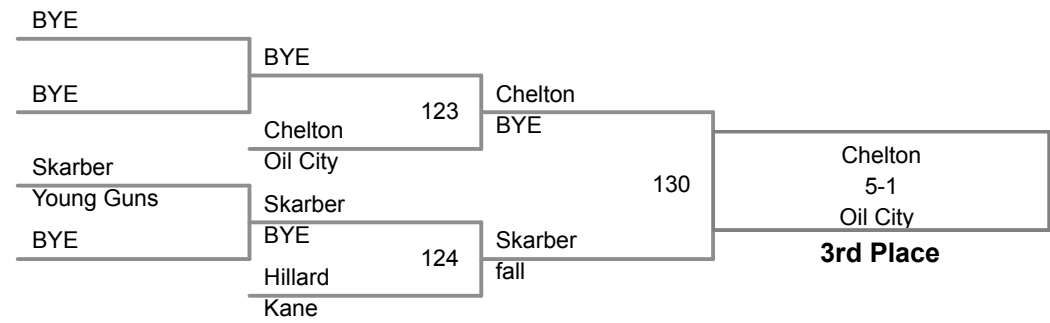 BYE
BYE
Skarber
Young Guns
BYE
BYE
123
Chelton
Oil City
Skarber
BYE
124
Hillard
Kane
Chelton
BYE
130
Skarber
fall
Chelton
5-1
Oil City
3rd Place